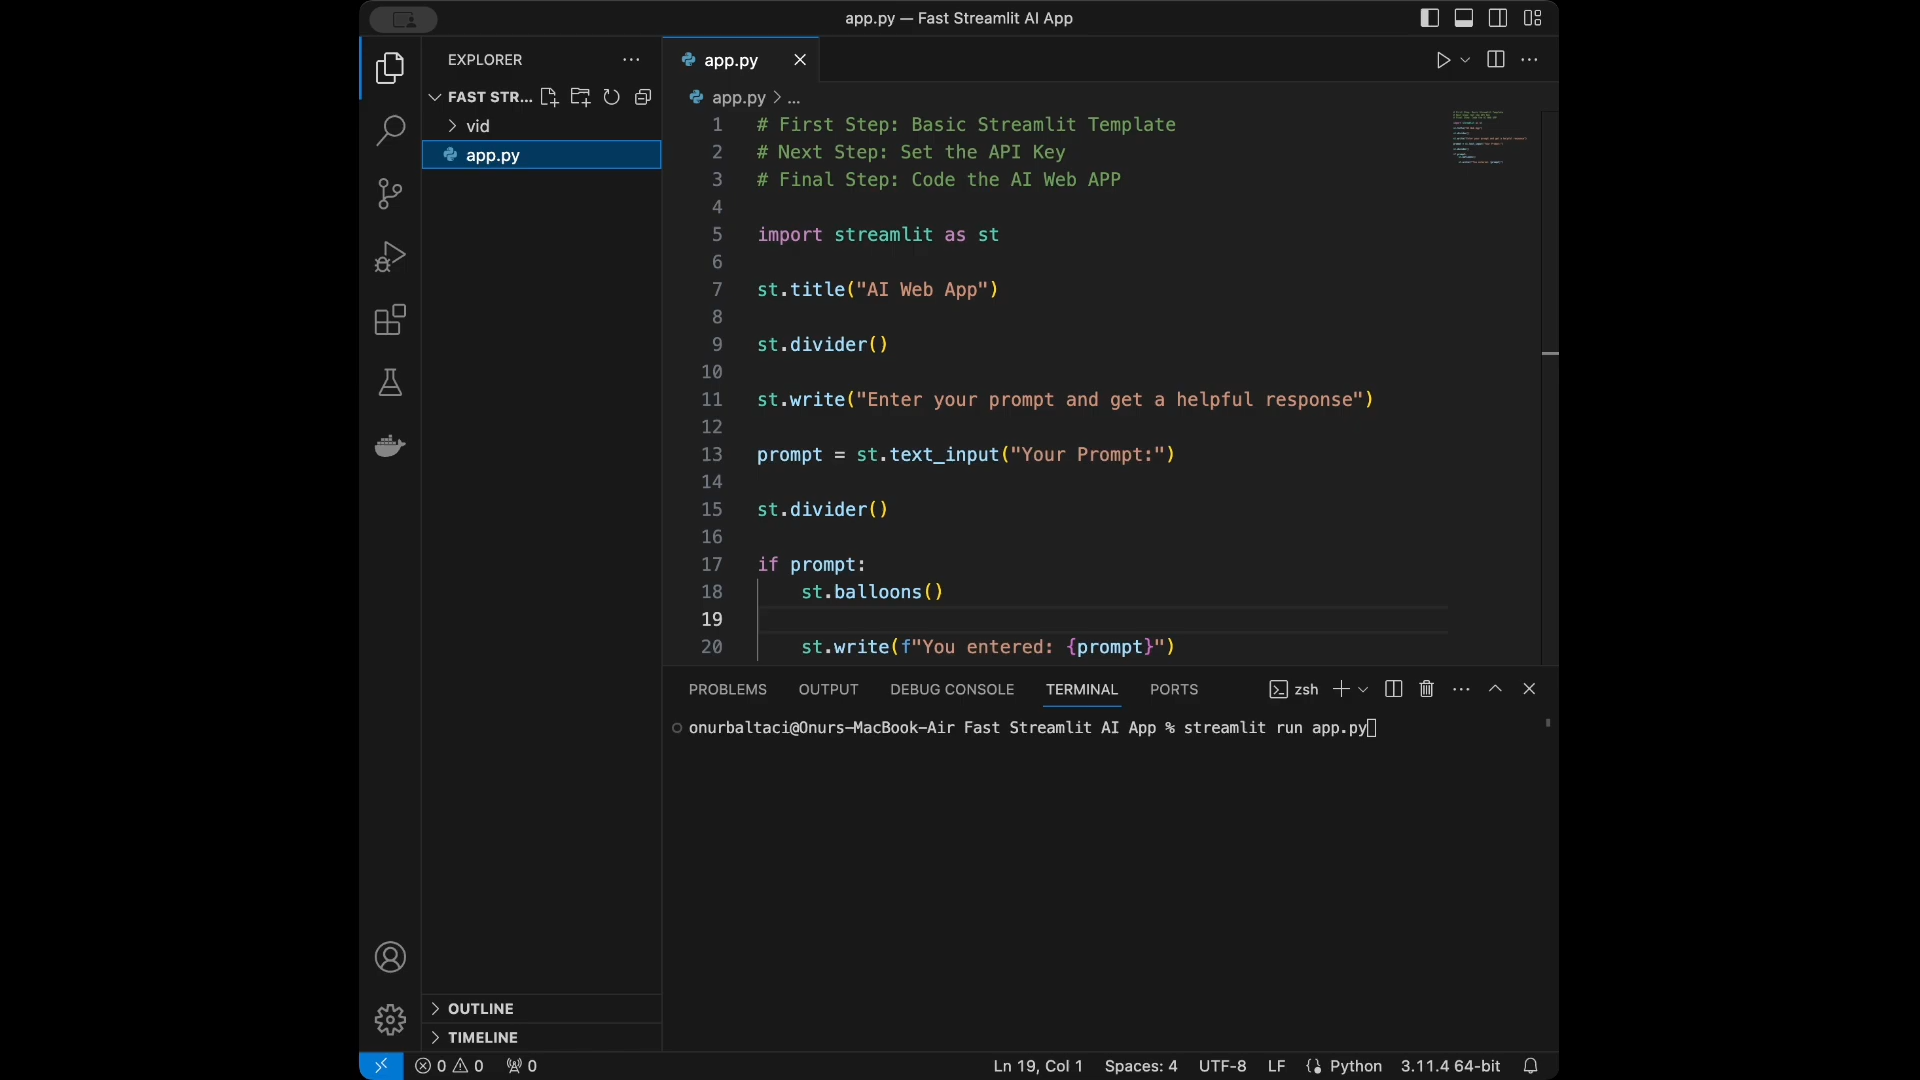 app.py — Fast Streamlit AI App
EXPLORER
FAST STR...
vid
app.py
app.py
app.py > ...
1 # First Step: Basic Streamlit Template
2 # Next Step: Set the API Key
3 # Final Step: Code the AI Web APP
4
5 import streamlit as st
6
7 st.title("AI Web App")
8
9 st.divider()
10
11 st.write("Enter your prompt and get a helpful response")
12
13 prompt = st.text_input("Your Prompt:")
14
15 st.divider()
16
17 if prompt:
18     st.balloons()
19
20     st.write(f"You entered: {prompt}")
PROBLEMS OUTPUT DEBUG CONSOLE TERMINAL PORTS zsh
onurbaltaci@Onurs-MacBook-Air Fast Streamlit AI App % streamlit run app.py
OUTLINE
TIMELINE
0 0 0 Ln 19, Col 1 Spaces: 4 UTF-8 LF Python 3.11.4 64-bit